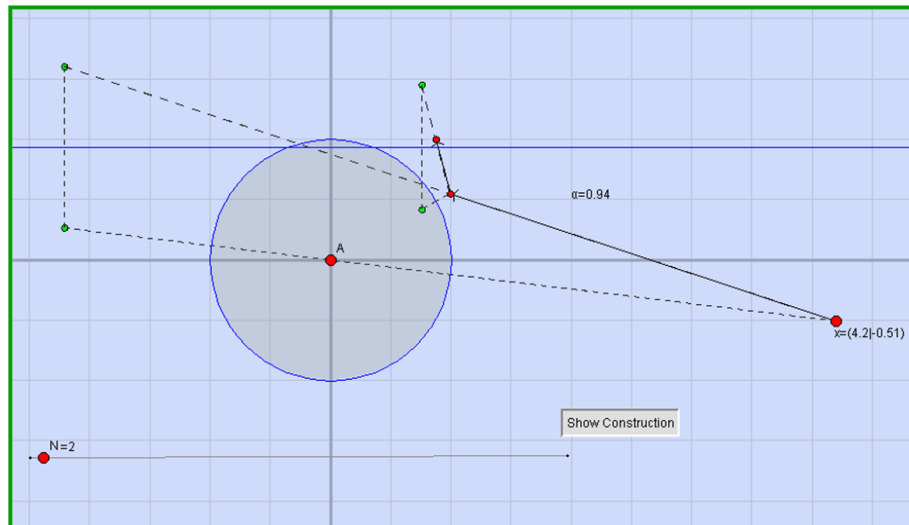 A
α=0.94
x=(4.2|-0.51)
Show Construction
N=2